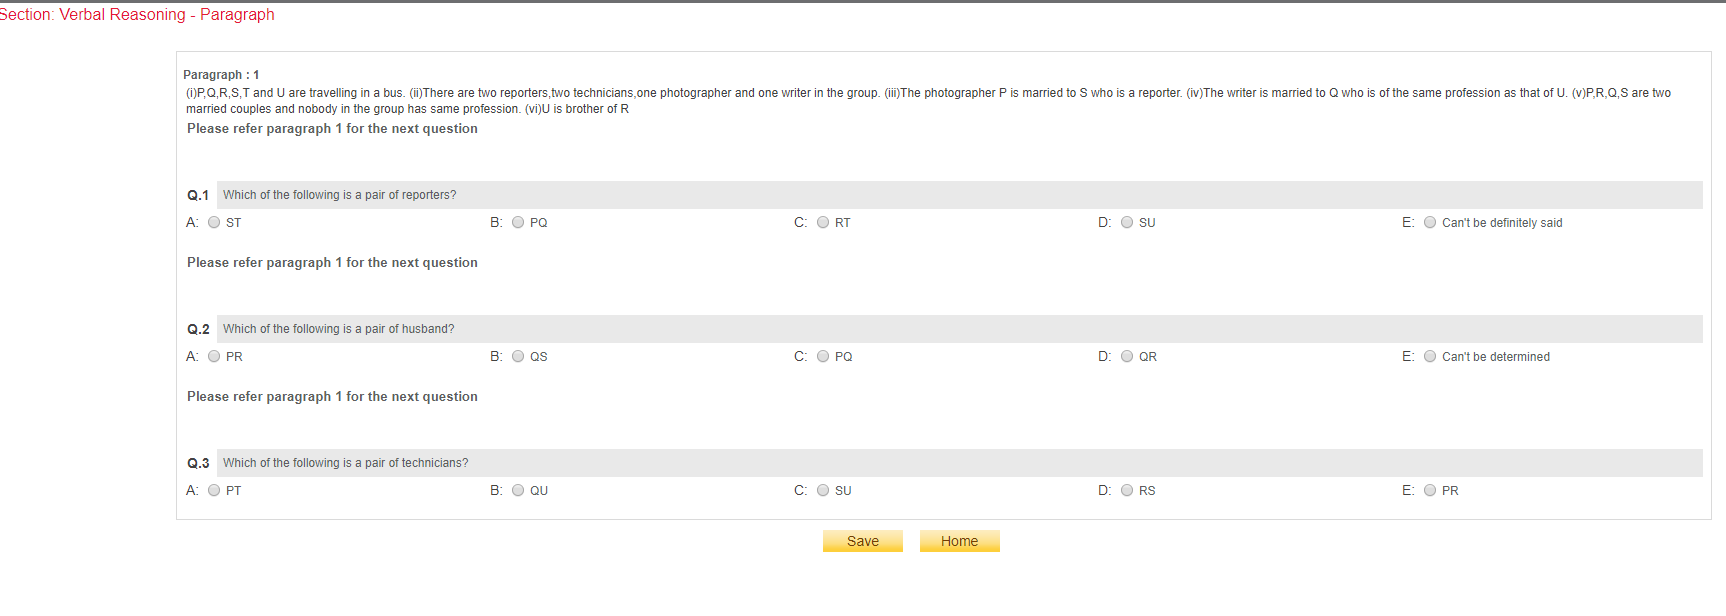 Section: Verbal Reasoning - Paragraph
Paragraph : 1
(i)P,Q,R,S,T and U are travelling in a bus. (ii)There are two reporters,two technicians,one photographer and one writer in the group. (iii)The photographer P is married to S who is a reporter. (iv)The writer is married to Q who is of the same profession as that of U. (v)P,R,Q,S are two
married couples and nobody in the group has same profession. (vi)U is brother of R
Please refer paragraph 1 for the next question
Q.1 Which of the following is a pair of reporters?
A: ST B: PQ C: RT D: SU E: Can't be definitely said
Please refer paragraph 1 for the next question
Q.2 Which of the following is a pair of husband?
A: PR B: QS C: PQ D: QR E: Can't be determined
Please refer paragraph 1 for the next question
Q.3 Which of the following is a pair of technicians?
A: PT B: QU C: SU D: RS E: PR
Save Home